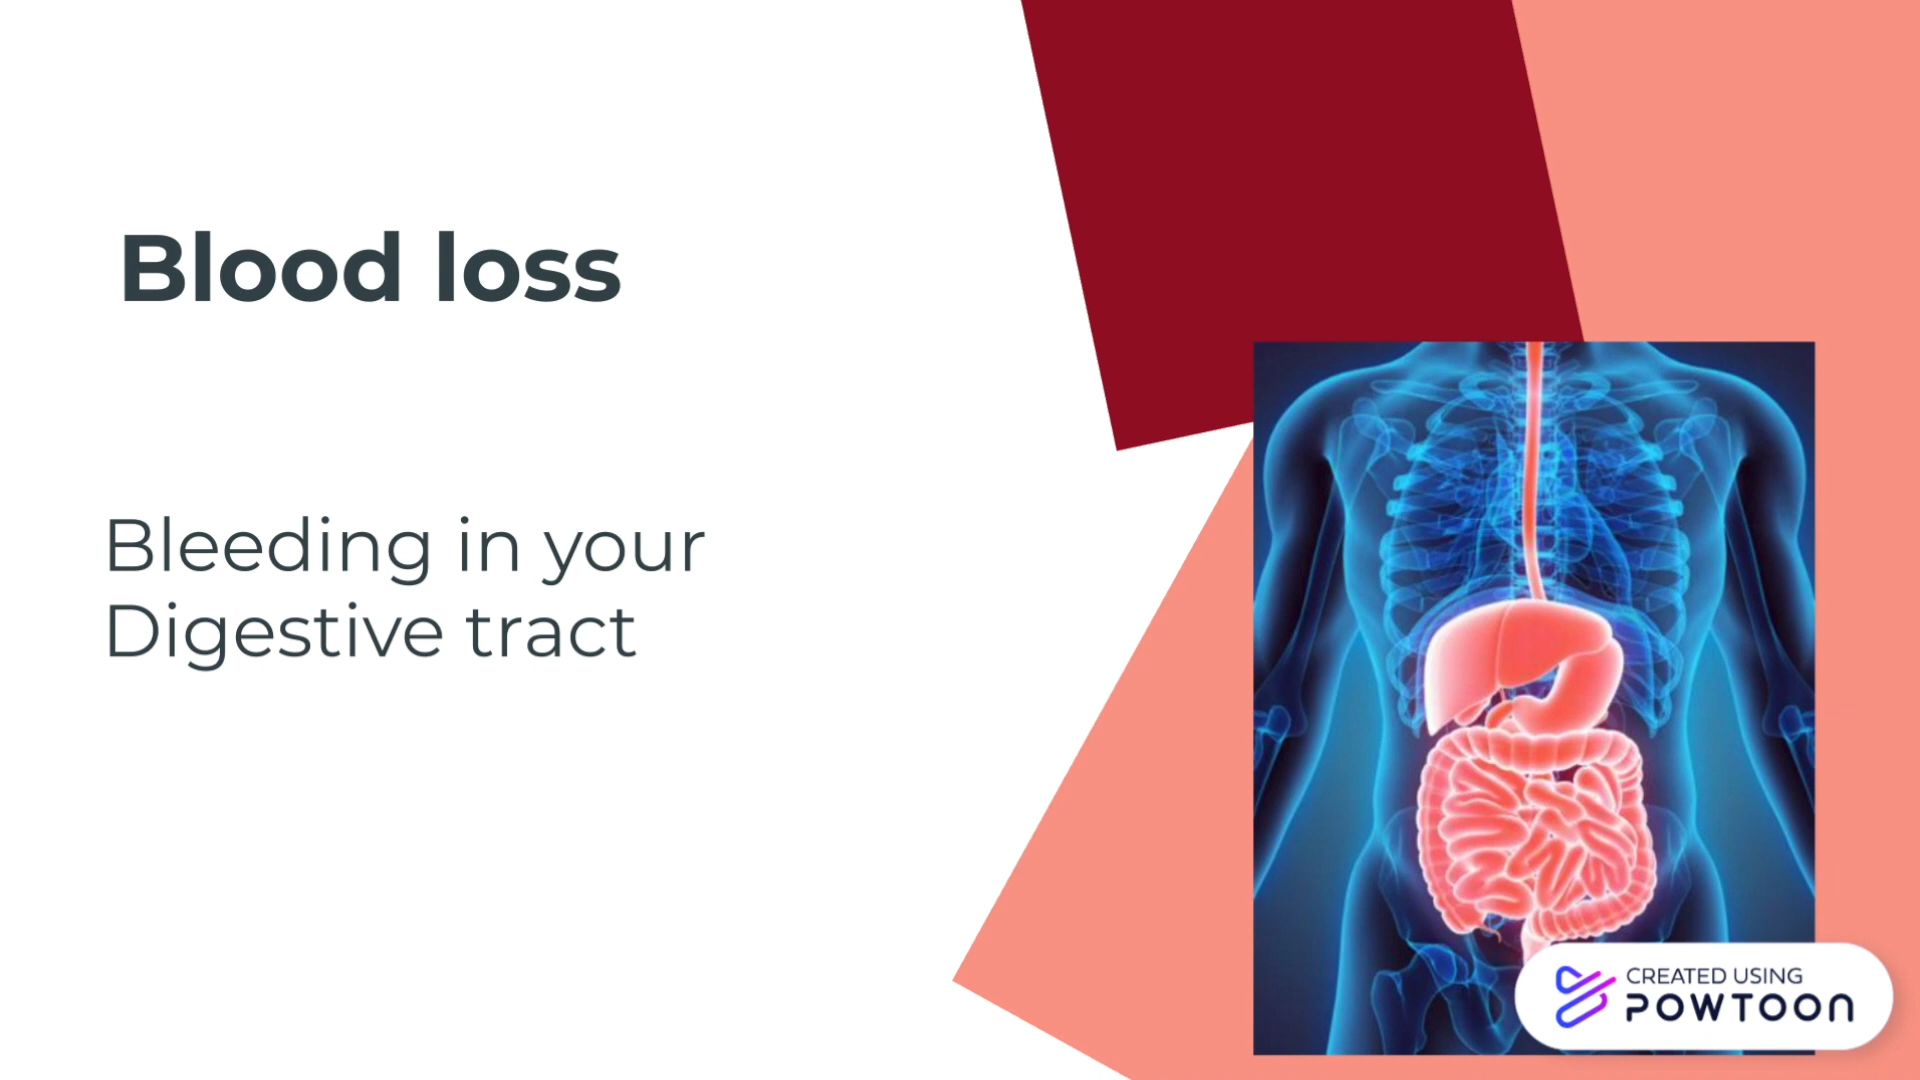 Blood loss
Bleeding in your
Digestive tract
CREATED USING
POWTOON